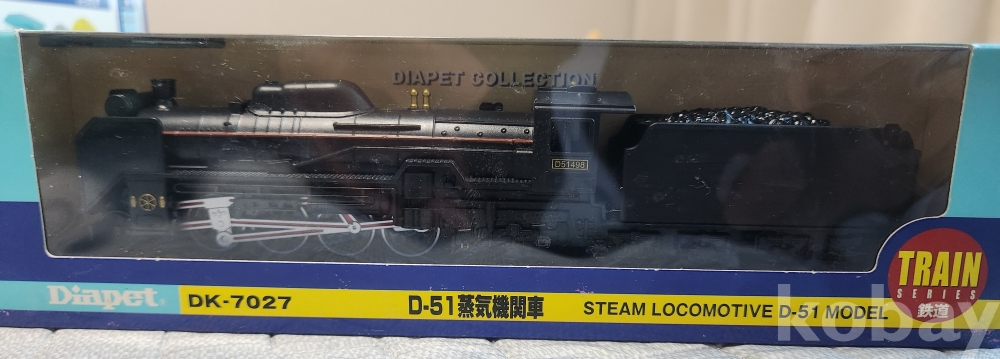 DIAPET COLLECTION
D51498
TRAIN
SERIES
鉄道
Diapet
DK-7027
D-51蒸気機関車
STEAM LOCOMOTIVE D-51 MODEL
kobay